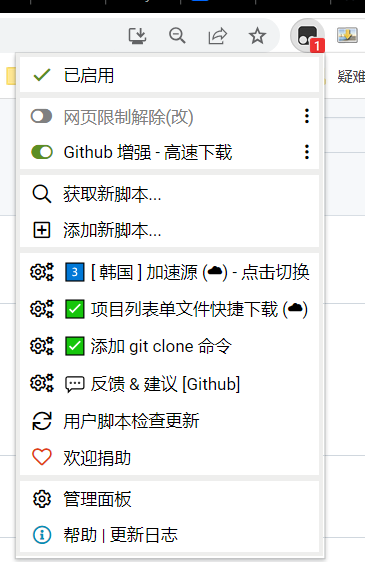 1
已启用
疑难
网页限制解除(改)
Github 增强 - 高速下载
获取新脚本...
添加新脚本...
3 [ 韩国 ] 加速源 (☁) - 点击切换
✅ 项目列表单文件快捷下载 (☁)
✅ 添加 git clone 命令
💬 反馈 & 建议 [Github]
用户脚本检查更新
欢迎捐助
管理面板
帮助 | 更新日志